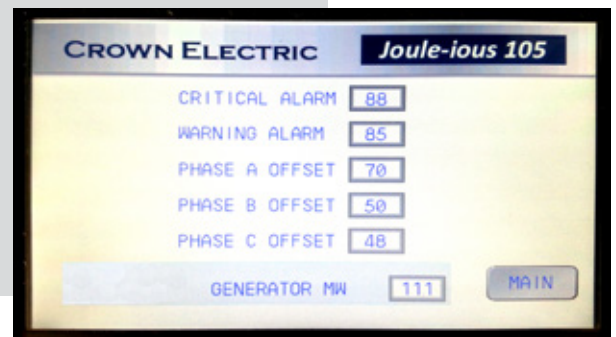 CROWN ELECTRIC Joule-ious 105
CRITICAL ALARM 88
WARNING ALARM 85
PHASE A OFFSET 70
PHASE B OFFSET 50
PHASE C OFFSET 48
GENERATOR MW 111 MAIN